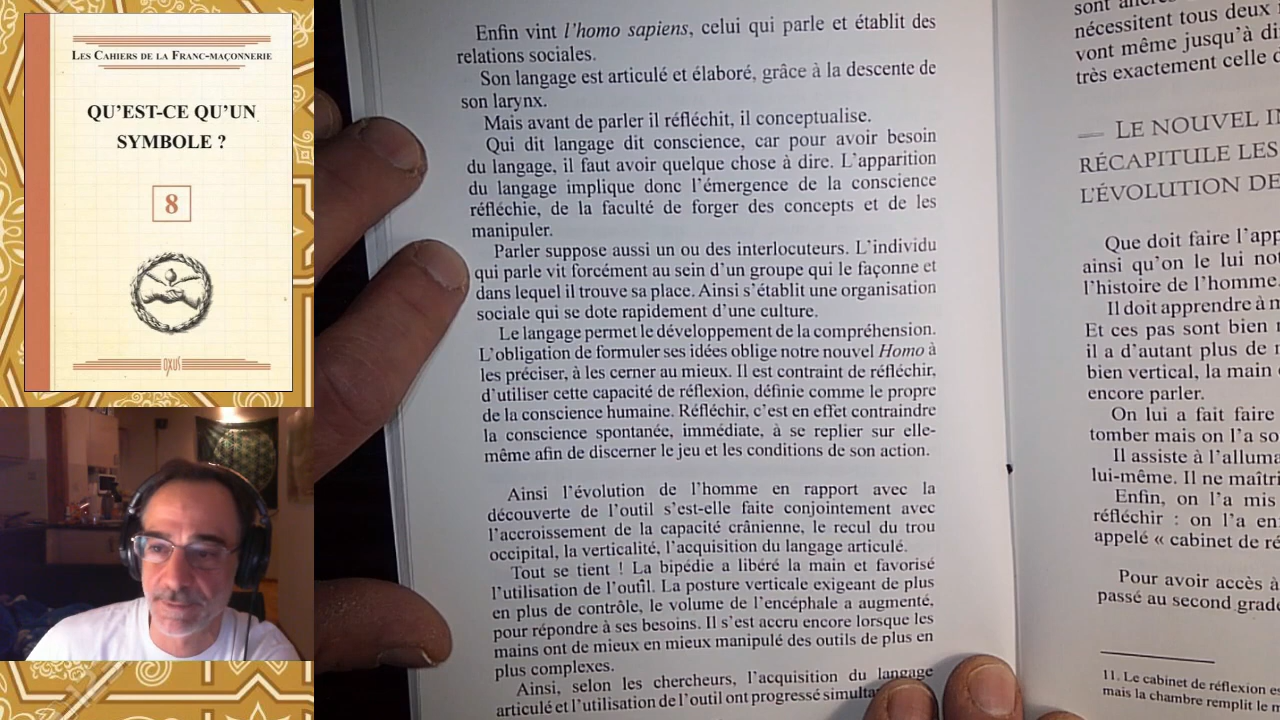 LES CAHIERS DE LA FRANC-MAÇONNERIE
QU'EST-CE QU'UN
SYMBOLE ?
8
OXUS
Enfin vint l'homo sapiens, celui qui parle et établit des
relations sociales.
Son langage est articulé et élaboré, grâce à la descente de
son larynx.
Mais avant de parler il réfléchit, il conceptualise.
Qui dit langage dit conscience, car pour avoir besoin
du langage, il faut avoir quelque chose à dire. L'apparition
du langage implique donc l'émergence de la conscience
réfléchie, de la faculté de forger des concepts et de les
manipuler.
Parler suppose aussi un ou des interlocuteurs. L'individu
qui parle vit forcément au sein d'un groupe qui le façonne et
dans lequel il trouve sa place. Ainsi s'établit une organisation
sociale qui se dote rapidement d'une culture.
Le langage permet le développement de la compréhension.
L'obligation de formuler ses idées oblige notre nouvel Homo à
les préciser, à les cerner au mieux. Il est contraint de réfléchir,
d'utiliser cette capacité de réflexion, définie comme le propre
de la conscience humaine. Réfléchir, c'est en effet contraindre
la conscience spontanée, immédiate, à se replier sur elle-
même afin de discerner le jeu et les conditions de son action.
Ainsi l'évolution de l'homme en rapport avec la
découverte de l'outil s'est-elle faite conjointement avec
l'accroissement de la capacité crânienne, le recul du trou
occipital, la verticalité, l'acquisition du langage articulé.
Tout se tient ! La bipédie a libéré la main et favorisé
l'utilisation de l'outil. La posture verticale exigeant de plus
en plus de contrôle, le volume de l'encéphale a augmenté,
pour répondre à ses besoins. Il s'est accru encore lorsque les
mains ont de mieux en mieux manipulé des outils de plus en
plus complexes.
Ainsi, selon les chercheurs, l'acquisition du langage
articulé et l'utilisation de l'outil ont progressé
nécessitent tous deux
vont même jusqu'à
très exactement celle
— LE NOUVEL
RÉCAPITULE LES
L'ÉVOLUTION DE
Que doit faire l'app
ainsi qu'on le lui
l'histoire de l'homme.
Il doit apprendre à
Et ces pas sont bien
il a d'autant plus de
bien vertical, la main
encore parler.
On lui a fait faire
tomber mais on l'a
Il assiste à
lui-même. Il ne
Enfin, on l'a mis
réfléchir : on l'a
appelé « cabinet de
Pour avoir accès à
passé au second
11. Le cabinet de réflexion
mais la chambre remplit le